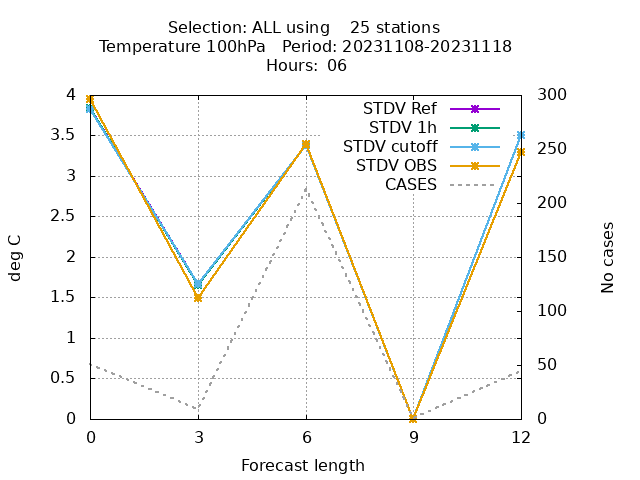 Selection: ALL using    25 stations
Temperature 100hPa   Period: 20231108-20231118
Hours:  06
STDV Ref
STDV 1h
STDV cutoff
STDV OBS
CASES
4
3.5
3
2.5
2
1.5
1
0.5
0
300
250
200
150
100
50
0
deg C
No cases
0 3 6 9 12
Forecast length